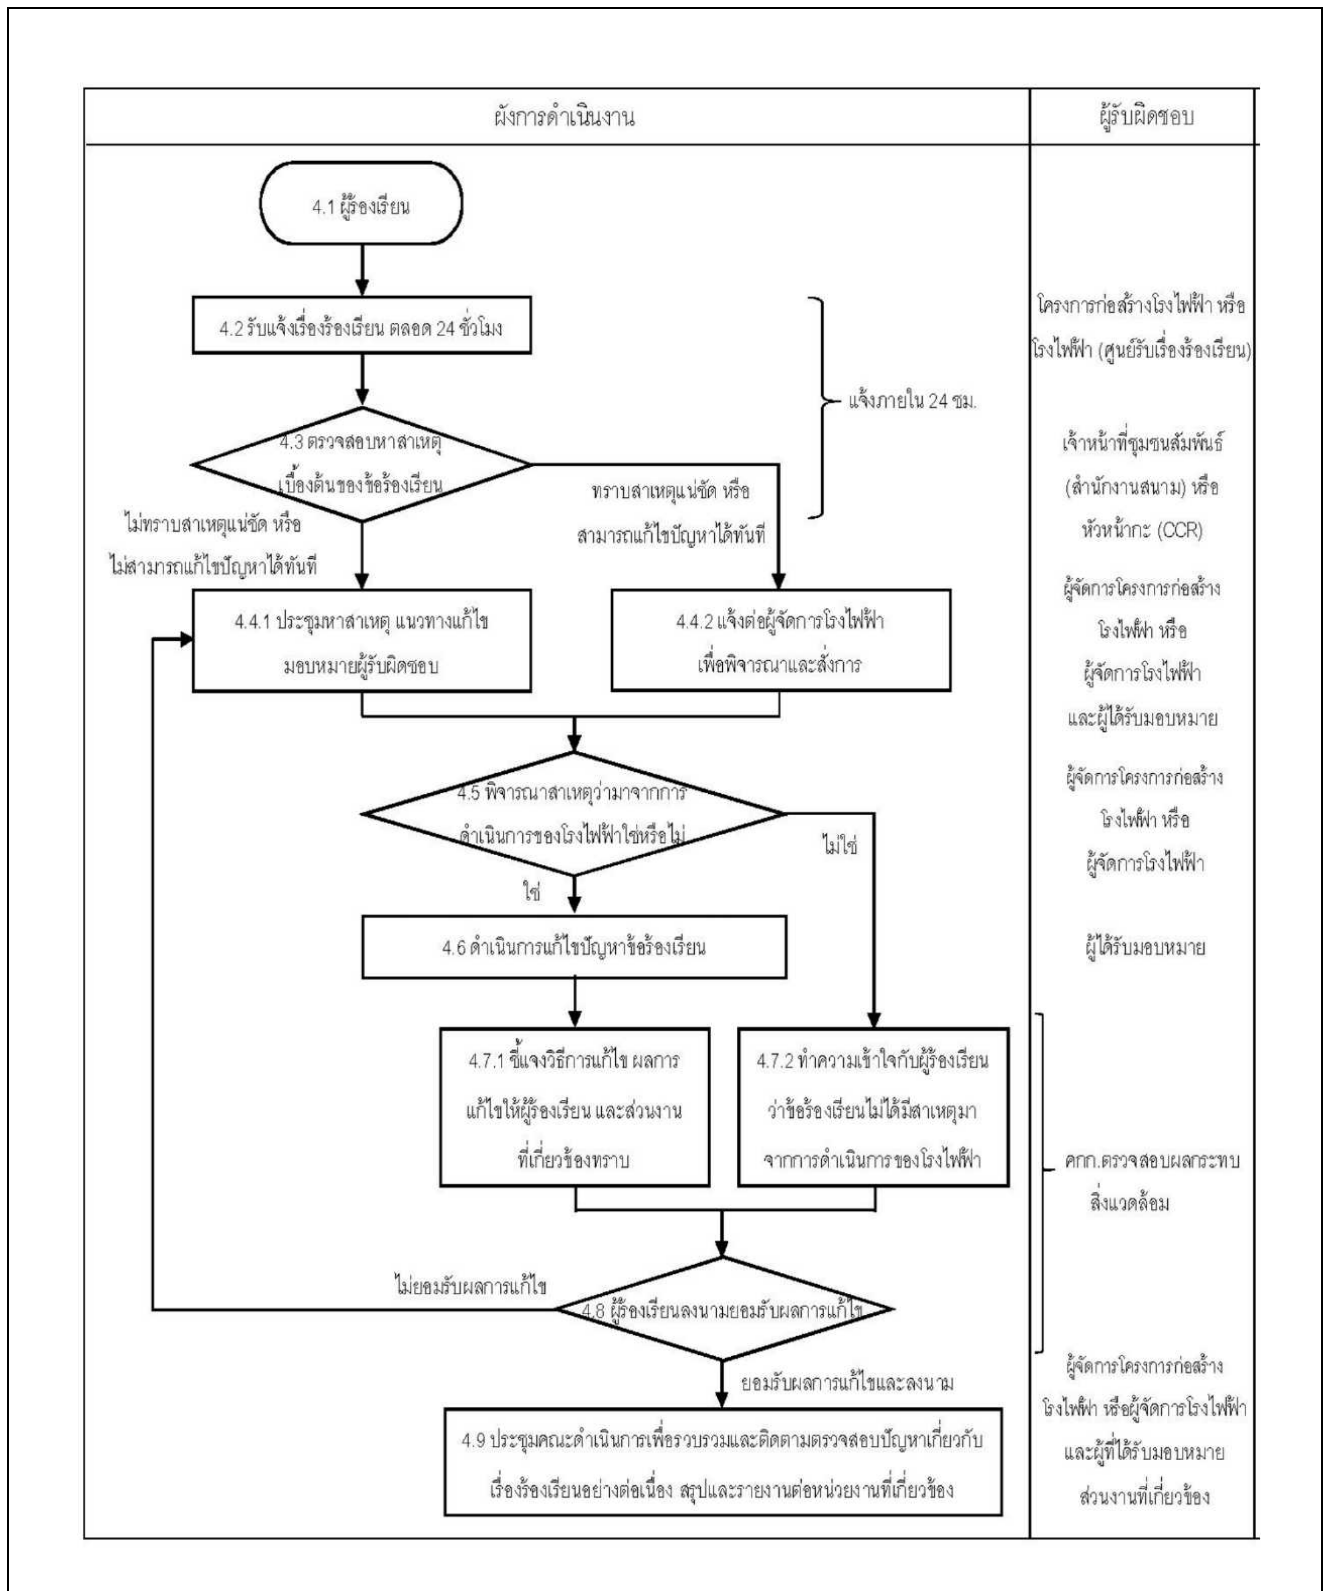 ผังการดำเนินงาน
ผู้รับผิดชอบ
4.1 ผู้ร้องเรียน
4.2 รับแจ้งเรื่องร้องเรียน ตลอด 24 ชั่วโมง
โครงการก่อสร้างโรงไฟฟ้า หรือ
โรงไฟฟ้า (ศูนย์รับเรื่องร้องเรียน)
แจ้งภายใน 24 ชม.
4.3 ตรวจสอบหาสาเหตุ
เบื้องต้นของข้อร้องเรียน
เจ้าหน้าที่ชุมชนสัมพันธ์
(สำนักงานสนาม) หรือ
หัวหน้ากะ (CCR)
ไม่ทราบสาเหตุแน่ชัด หรือ
ไม่สามารถแก้ไขปัญหาได้ทันที
ทราบสาเหตุแน่ชัด หรือ
สามารถแก้ไขปัญหาได้ทันที
4.4.1 ประชุมหาสาเหตุ แนวทางแก้ไข
มอบหมายผู้รับผิดชอบ
4.4.2 แจ้งต่อผู้จัดการโรงไฟฟ้า
เพื่อพิจารณาและสั่งการ
ผู้จัดการโครงการก่อสร้าง
โรงไฟฟ้า หรือ
ผู้จัดการโรงไฟฟ้า
และผู้ได้รับมอบหมาย
4.5 พิจารณาสาเหตุว่ามาจากการ
ดำเนินการของโรงไฟฟ้าใช่หรือไม่
ผู้จัดการโครงการก่อสร้าง
โรงไฟฟ้า หรือ
ผู้จัดการโรงไฟฟ้า
ไม่ใช่
ใช่
4.6 ดำเนินการแก้ไขปัญหาข้อร้องเรียน
ผู้ได้รับมอบหมาย
4.7.1 ชี้แจงวิธีการแก้ไข ผลการ
แก้ไขให้ผู้ร้องเรียน และส่วนงาน
ที่เกี่ยวข้องทราบ
4.7.2 ทำความเข้าใจกับผู้ร้องเรียน
ว่าข้อร้องเรียนไม่ได้มีสาเหตุมา
จากการดำเนินการของโรงไฟฟ้า
คกก.ตรวจสอบผลกระทบ
สิ่งแวดล้อม
ไม่ยอมรับผลการแก้ไข
4.8 ผู้ร้องเรียนลงนามยอมรับผลการแก้ไข
ยอมรับผลการแก้ไขและลงนาม
4.9 ประชุมคณะดำเนินการเพื่อรวบรวมและติดตามตรวจสอบปัญหาเกี่ยวกับ
เรื่องร้องเรียนอย่างต่อเนื่อง สรุปและรายงานต่อหน่วยงานที่เกี่ยวข้อง
ผู้จัดการโครงการก่อสร้าง
โรงไฟฟ้า หรือผู้จัดการโรงไฟฟ้า
และผู้ที่ได้รับมอบหมาย
ส่วนงานที่เกี่ยวข้อง